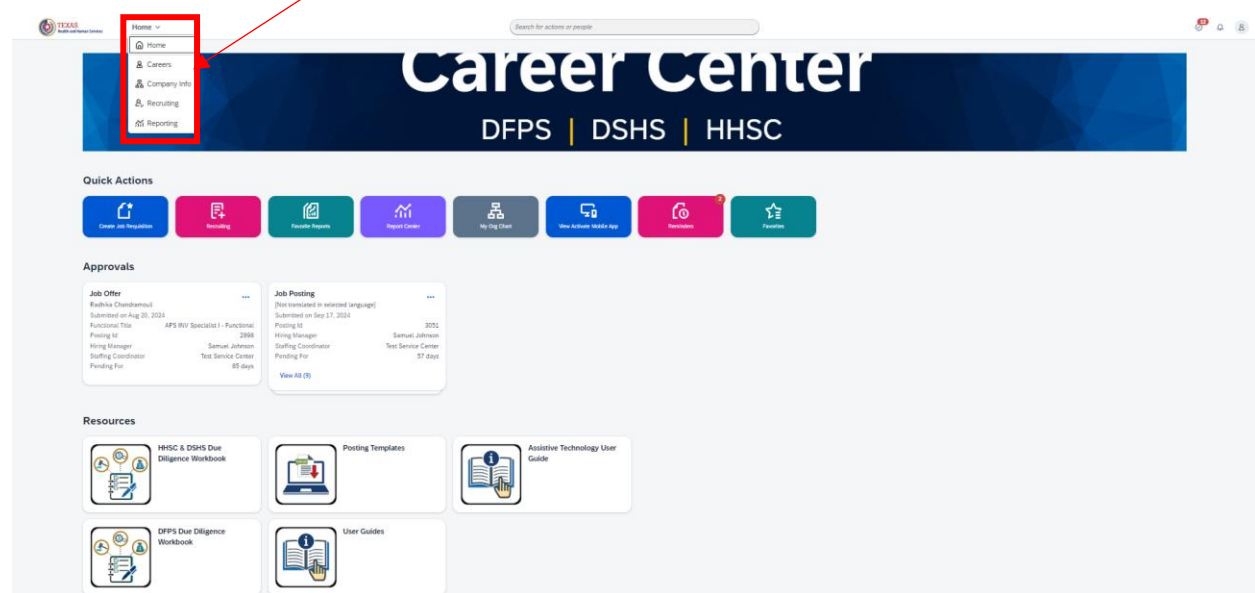 TEXAS
Health and Human Services
Home
Search for actions or people
Home
Careers
Company Info
Recruiting
Reporting
Career Center
DFPS | DSHS | HHSC
Quick Actions
Create Job Requisition
Recruiting
Favorite Reports
Report Center
My Org Chart
View Activate Mobile App
2
Reminders
Favorites
Approvals
Job Offer
Radhika Chandramouli
Submitted on Aug 20, 2024
Functional Title APS INV Specialist I - Functional
Posting Id 2998
Hiring Manager Samuel Johnson
Staffing Coordinator Test Service Center
Pending For 85 days
Job Posting
[Not translated in selected language]
Submitted on Sep 17, 2024
Posting Id 3051
Hiring Manager Samuel Johnson
Staffing Coordinator Test Service Center
Pending For 57 days
View All (9)
Resources
HHSC & DSHS Due
Diligence Workbook
Posting Templates
Assistive Technology User
Guide
DFPS Due Diligence
Workbook
User Guides